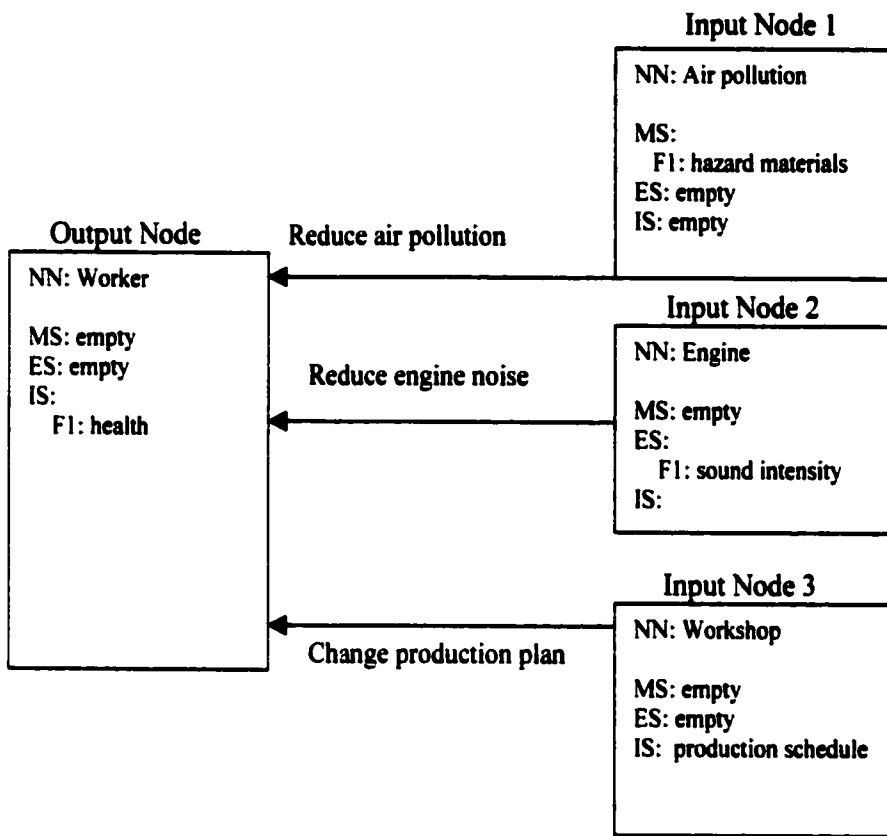 Input Node 1
NN: Air pollution
MS:
F1: hazard materials
ES: empty
IS: empty
Output Node
NN: Worker
MS: empty
ES: empty
IS:
F1: health
Reduce air pollution
Reduce engine noise
Change production plan
Input Node 2
NN: Engine
MS: empty
ES:
F1: sound intensity
IS:
Input Node 3
NN: Workshop
MS: empty
ES: empty
IS: production schedule